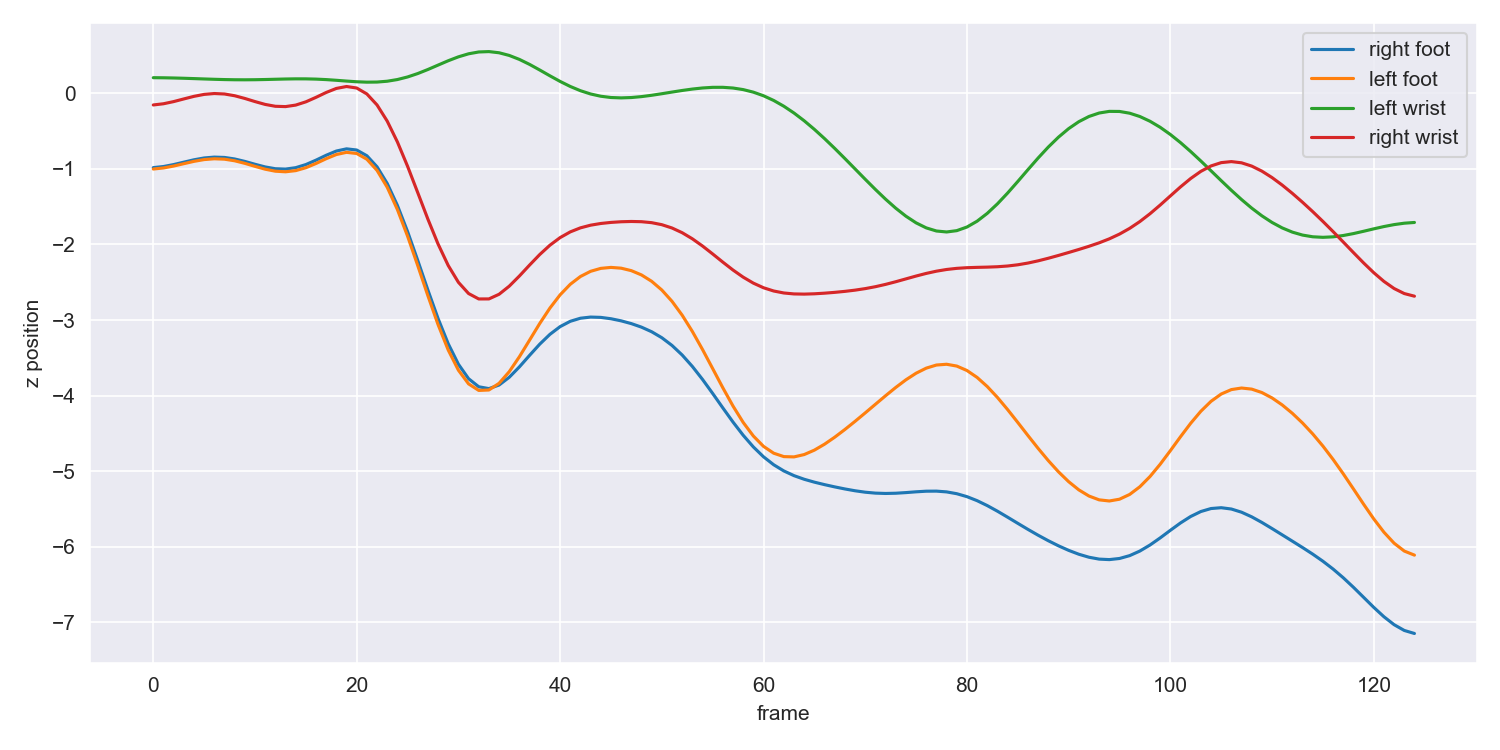 right foot
left foot
left wrist
right wrist
z position
0
−1
−2
−3
−4
−5
−6
−7
0 20 40 60 80 100 120
frame